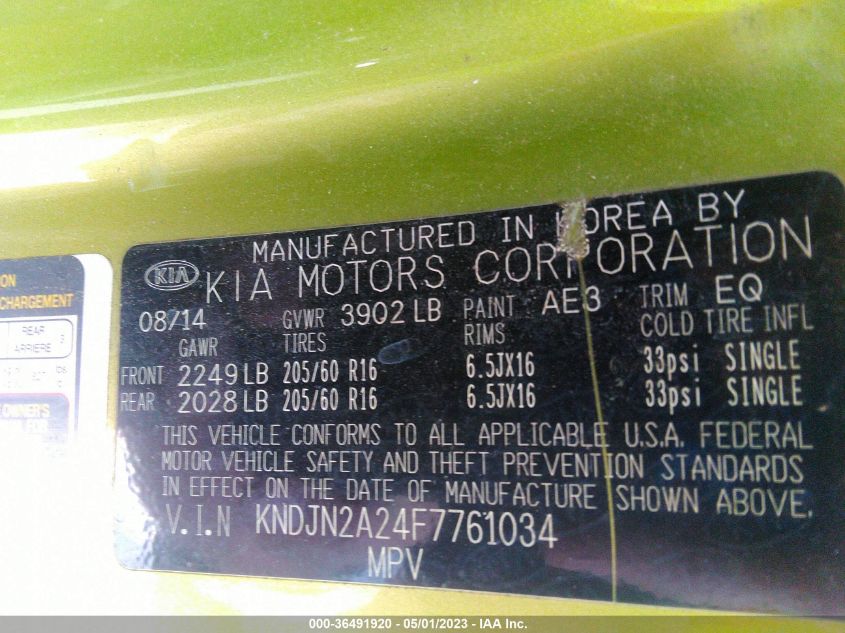 MANUFACTURED IN KOREA BY
KIA KIA MOTORS CORPORATION
08/14 GVWR 3902 LB PAINT AE3 TRIM EQ
GAWR TIRES RIMS COLD TIRE INFL
FRONT 2249 LB 205/60 R16 6.5JX16 33psi SINGLE
REAR 2028 LB 205/60 R16 6.5JX16 33psi SINGLE
THIS VEHICLE CONFORMS TO ALL APPLICABLE U.S.A. FEDERAL
MOTOR VEHICLE SAFETY AND THEFT PREVENTION STANDARDS
IN EFFECT ON THE DATE OF MANUFACTURE SHOWN ABOVE.
V.I.N KNDJN2A24F7761034
MPV
CHARGEMENT
REAR 3
ARRIERE
OWNER'S
000-36491920 - 05/01/2023 - IAA Inc.